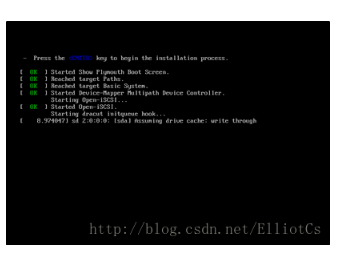 - Press the <ENTER> key to begin the installation process.
[ OK ] Started Show Plymouth Boot Screen.
[ OK ] Reached target Paths.
[ OK ] Reached target Basic System.
[ OK ] Started Device-Mapper Multipath Device Controller.
Starting Open-iSCSI...
[ OK ] Started Open-iSCSI.
Starting dracut initqueue hook...
[ 8.974047] sd 2:0:0:0: [sda] Assuming drive cache: write through
http://blog.csdn.net/ElliotCs